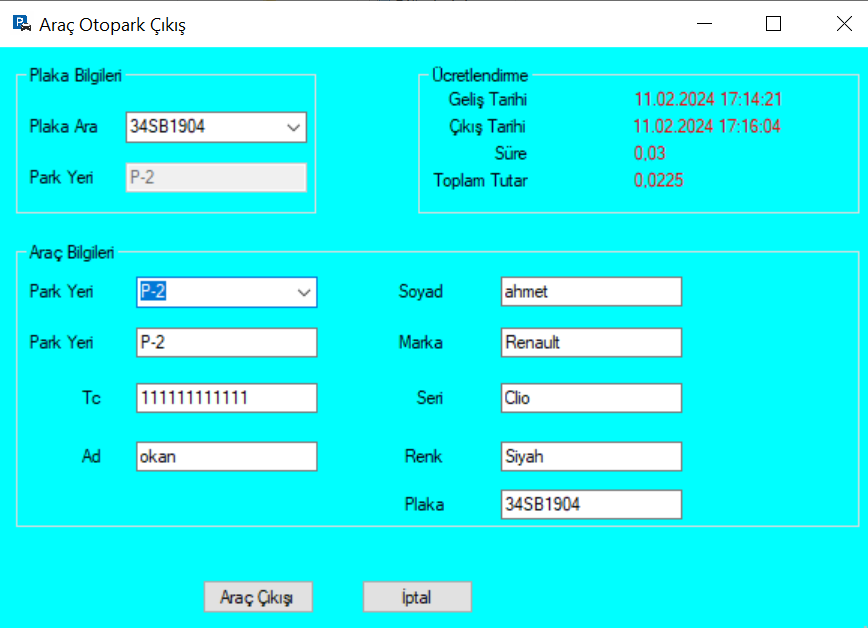 Araç Otopark Çıkış
Plaka Bilgileri
Plaka Ara 34SB1904
Park Yeri P-2
Ücretlendirme
Geliş Tarihi 11.02.2024 17:14:21
Çıkış Tarihi 11.02.2024 17:16:04
Süre 0,03
Toplam Tutar 0,0225
Araç Bilgileri
Park Yeri P-2 Soyad ahmet
Park Yeri P-2 Marka Renault
Tc 111111111111 Seri Clio
Ad okan Renk Siyah
Plaka 34SB1904
Araç Çıkışı İptal